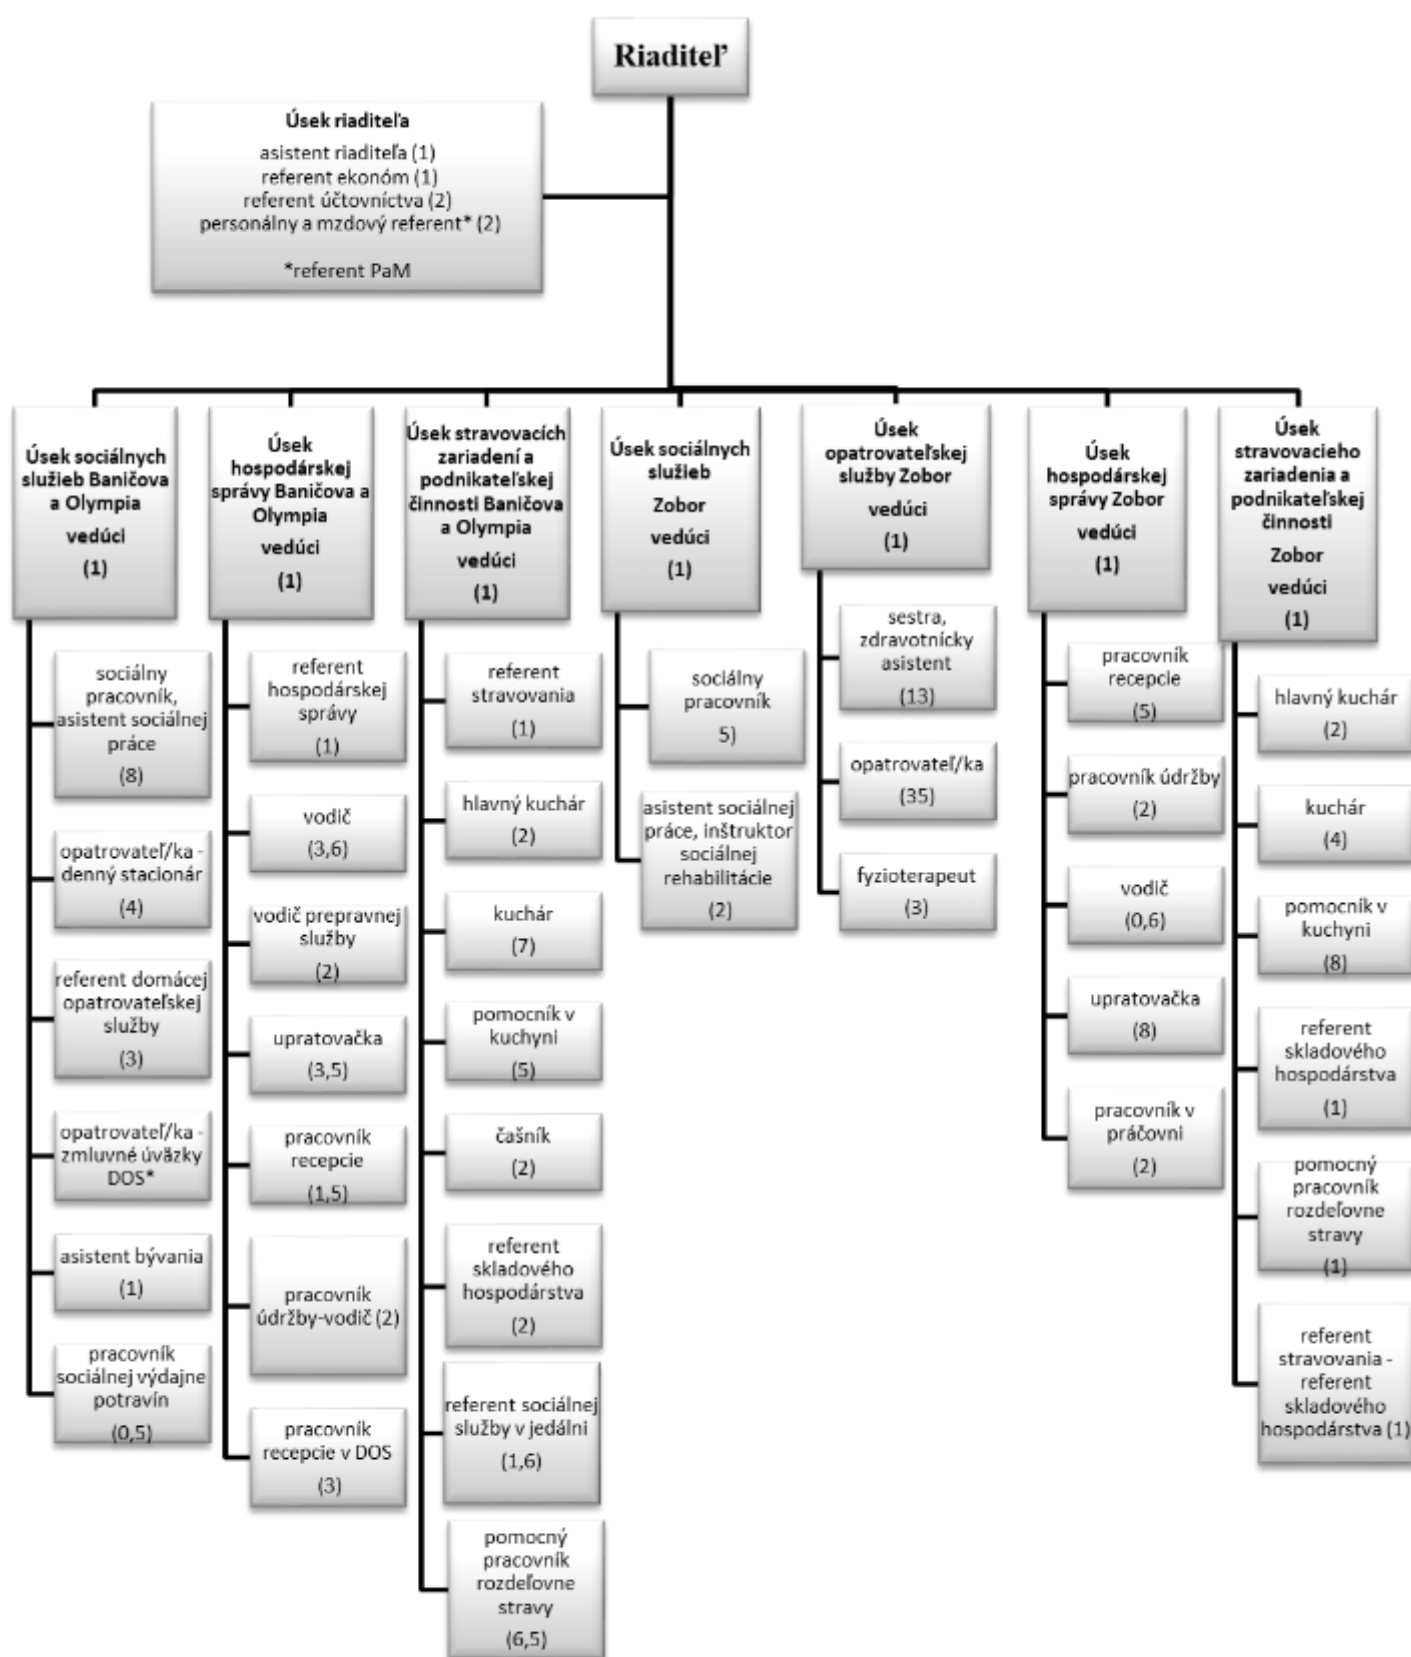 Riaditeľ
Úsek riaditeľa
asistent riaditeľa (1)
referent ekonóm (1)
referent účtovníctva (2)
personálny a mzdový referent* (2)
*referent PaM
Úsek sociálnych
služieb Baničova
a Olympia
vedúci
(1)
sociálny
pracovník,
asistent sociálnej
práce
(8)
opatrovateľ/ka -
denný stacionár
(4)
referent domácej
opatrovateľskej
služby
(3)
opatrovateľ/ka -
zmluvné úväzky
DOS*
asistent bývania
(1)
pracovník
sociálnej výdajne
potravín
(0,5)
Úsek
hospodárskej
správy Baničova a
Olympia
vedúci
(1)
referent
hospodárskej
správy
(1)
vodič
(3,6)
vodič prepravnej
služby
(2)
upratovačka
(3,5)
pracovník
recepcie
(1,5)
pracovník
údržby-vodič (2)
pracovník
recepcie v DOS
(3)
Úsek stravovacích
zariadení a
podnikateľskej
činnosti Baničova
a Olympia
vedúci
(1)
referent
stravovania
(1)
hlavný kuchár
(2)
kuchár
(7)
pomocník v
kuchyni
(5)
čašník
(2)
referent
skladového
hospodárstva
(2)
referent sociálnej
služby v jedálni
(1,6)
pomocný
pracovník
rozdeľovne
stravy
(6,5)
Úsek sociálnych
služieb
Zobor
vedúci
(1)
sociálny
pracovník
5)
asistent sociálnej
práce, inštruktor
sociálnej
rehabilitácie
(2)
Úsek
opatrovateľskej
služby Zobor
vedúci
(1)
sestra,
zdravotnícky
asistent
(13)
opatrovateľ/ka
(35)
fyzioterapeut
(3)
Úsek
hospodárskej
správy Zobor
vedúci
(1)
pracovník
recepcie
(5)
pracovník údržby
(2)
vodič
(0,6)
upratovačka
(8)
pracovník v
práčovni
(2)
Úsek
stravovacieho
zariadenia a
podnikateľskej
činnosti
Zobor
vedúci
(1)
hlavný kuchár
(2)
kuchár
(4)
pomocník v
kuchyni
(8)
referent
skladového
hospodárstva
(1)
pomocný
pracovník
rozdeľovne
stravy
(1)
referent
stravovania -
referent
skladového
hospodárstva (1)